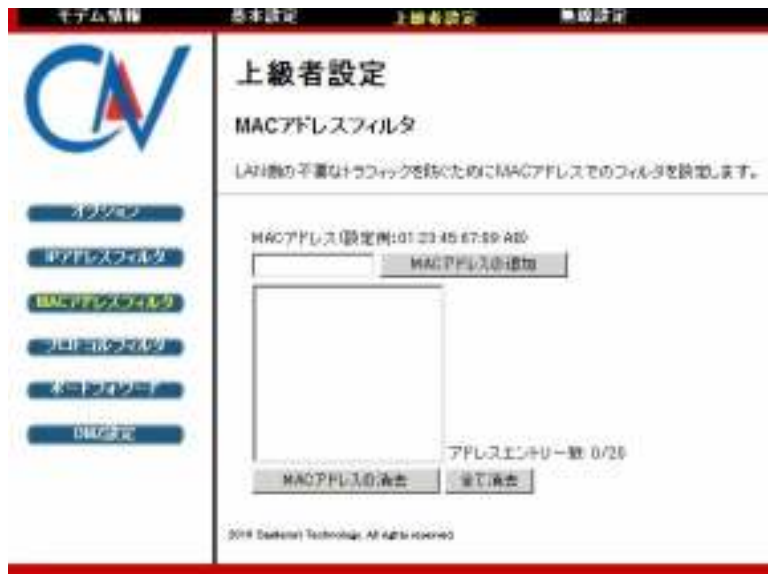 モデム情報 基本設定 上級者設定 無線設定
CNV
上級者設定
MACアドレスフィルタ
LAN側の不要なトラフィックを防ぐためにMACアドレスでのフィルタを設定します。
オプション
IPアドレスフィルタ
MACアドレスフィルタ
プロトコルフィルタ
ポートフォワード
DMZ設定
MACアドレス(設定例:01:23:45:67:89:AB)
MACアドレスの追加
アドレスエントリー数: 0/20
MACアドレスの消去 全て消去
Technology. All rights reserved.